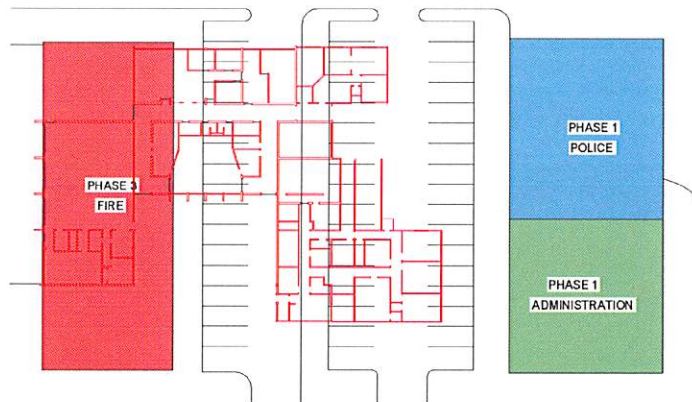 PHASE 3
FIRE
PHASE 1
POLICE
PHASE 1
ADMINISTRATION